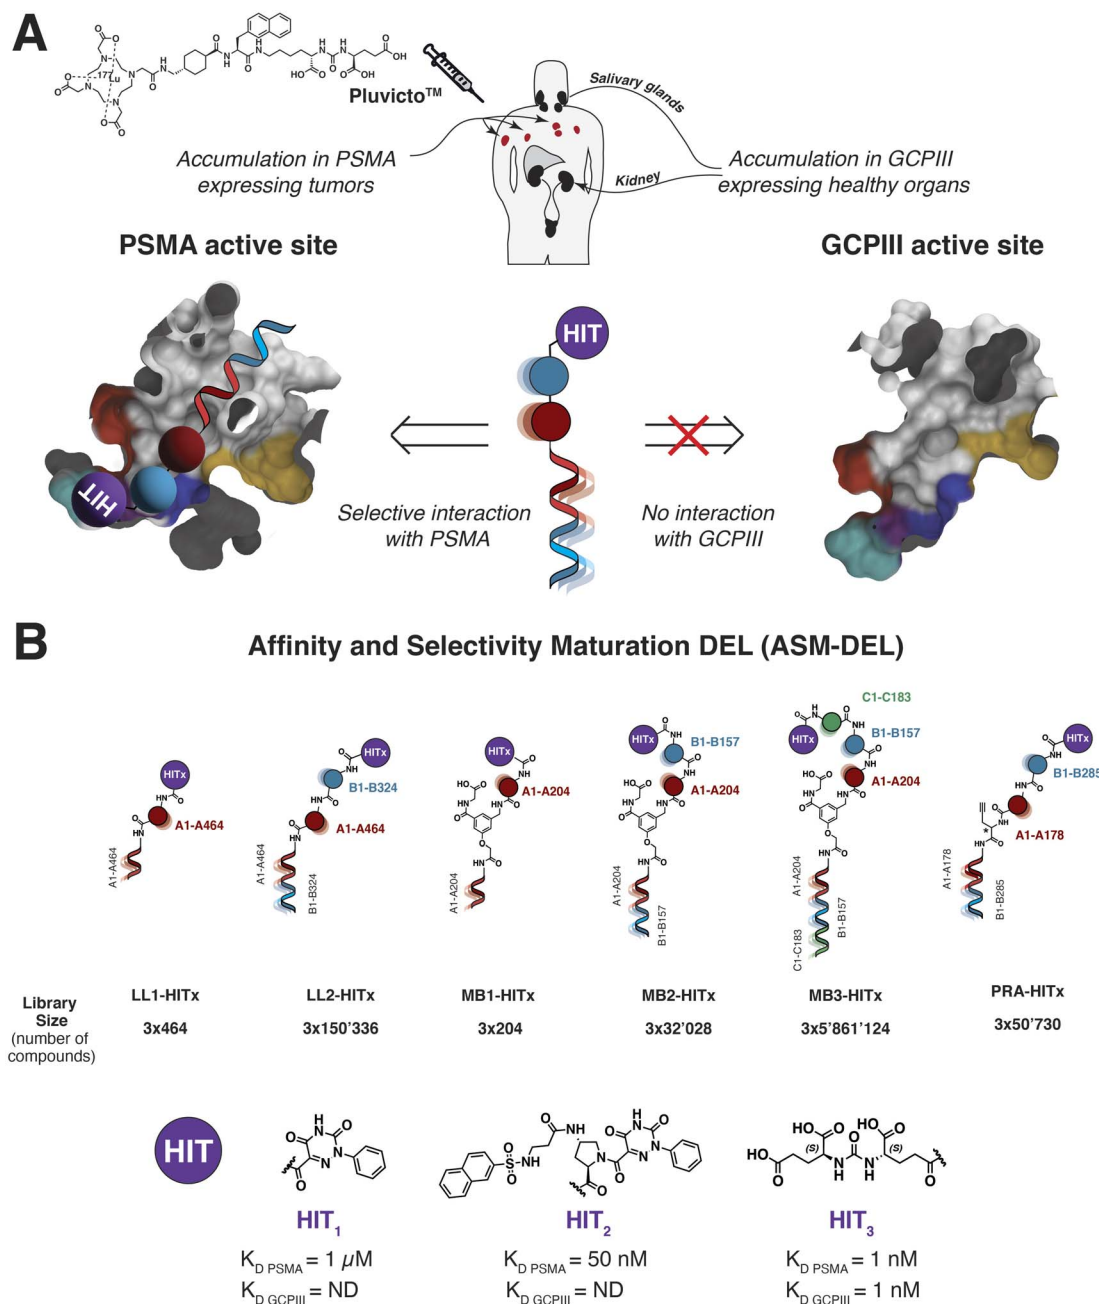 A
Pluvicto™
177Lu
Salivary glands
Accumulation in PSMA
expressing tumors
Kidney
Accumulation in GCPIII
expressing healthy organs
PSMA active site
GCPIII active site
HIT
HIT
Selective interaction
with PSMA
No interaction
with GCPIII
B
Affinity and Selectivity Maturation DEL (ASM-DEL)
HITx
A1-A464
A1-A464
HITx
B1-B324
A1-A464
A1-A464
B1-B324
HITx
A1-A204
A1-A204
HITx
B1-B157
A1-A204
A1-A204
B1-B157
C1-C183
HITx
B1-B157
A1-A204
A1-A204
B1-B157
C1-C183
HITx
B1-B285
A1-A178
*
A1-A178
B1-B285
Library
Size
(number of
compounds)
LL1-HITx
3x464
LL2-HITx
3x150'336
MB1-HITx
3x204
MB2-HITx
3x32'028
MB3-HITx
3x5'861'124
PRA-HITx
3x50'730
HIT
HIT1
KD PSMA = 1 µM
KD GCPIII = ND
HIT2
KD PSMA = 50 nM
KD GCPIII = ND
(S)
(S)
HIT3
KD PSMA = 1 nM
KD GCPIII = 1 nM